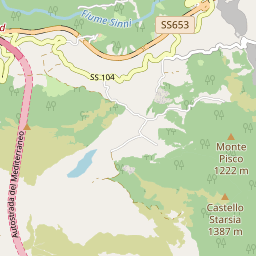 Fiume Sinni
SS653
SS.104
Autostrada del Mediterraneo
Monte
Pisco
1222 m
Castello
Starsia
1387 m